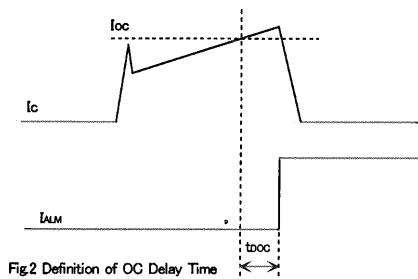 Ioc
Ic
IALM
tDOC
Fig.2 Definition of OC Delay Time